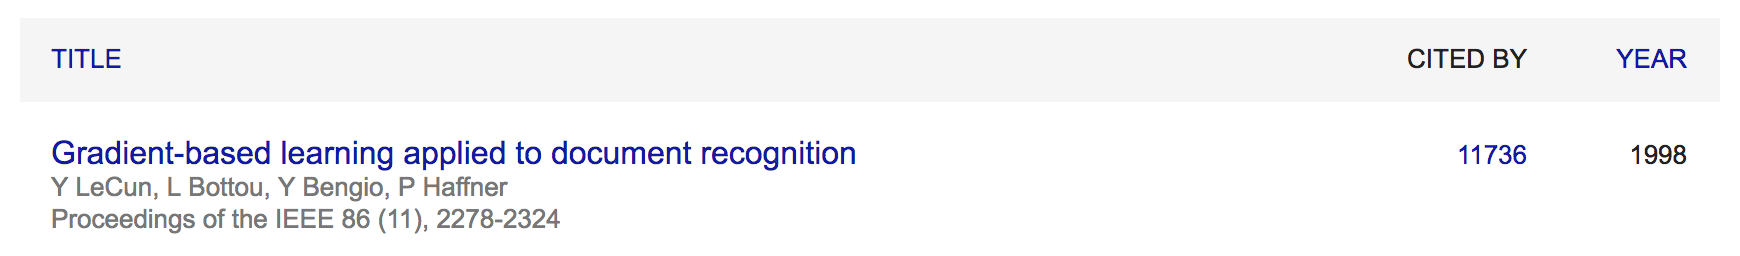 TITLE CITED BY YEAR
Gradient-based learning applied to document recognition 11736 1998
Y LeCun, L Bottou, Y Bengio, P Haffner
Proceedings of the IEEE 86 (11), 2278-2324